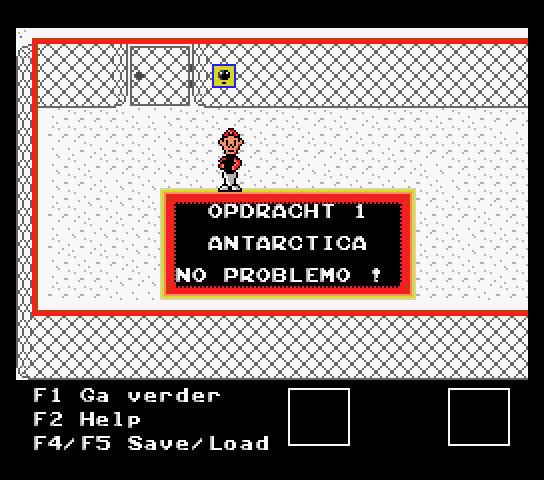 OPDRACHT 1
ANTARCTICA
NO PROBLEMO !
F1 Ga verder
F2 Help
F4/F5 Save/Load